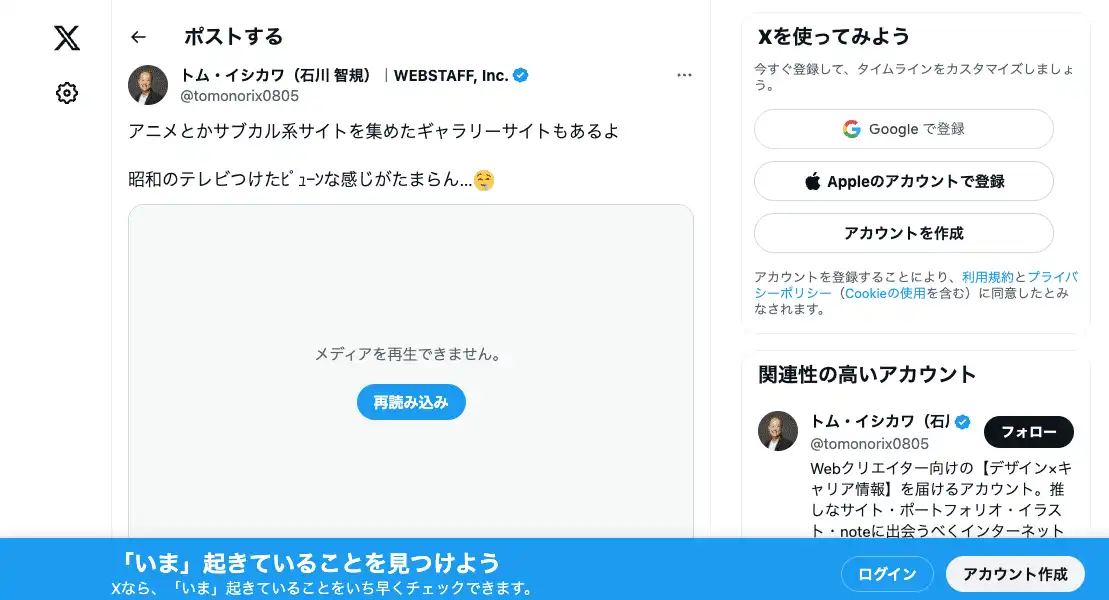 ポストする
トム・イシカワ（石川 智規）｜WEBSTAFF, Inc.
@tomonorix0805
アニメとかサブカル系サイトを集めたギャラリーサイトもあるよ
昭和のテレビつけたﾋﾟｭｰﾝな感じがたまらん...🤤
メディアを再生できません。
再読み込み
Xを使ってみよう
今すぐ登録して、タイムラインをカスタマイズしましょ
う。
Google で登録
Appleのアカウントで登録
アカウントを作成
アカウントを登録することにより、利用規約とプライバ
シーポリシー（Cookieの使用を含む）に同意したとみ
なされます。
関連性の高いアカウント
トム・イシカワ（石川
@tomonorix0805
フォロー
Webクリエイター向けの【デザイン×キ
ャリア情報】を届けるアカウント。推
しなサイト・ポートフォリオ・イラス
ト・noteに出会うべくインターネット
「いま」起きていることを見つけよう
Xなら、「いま」起きていることをいち早くチェックできます。
ログイン
アカウント作成